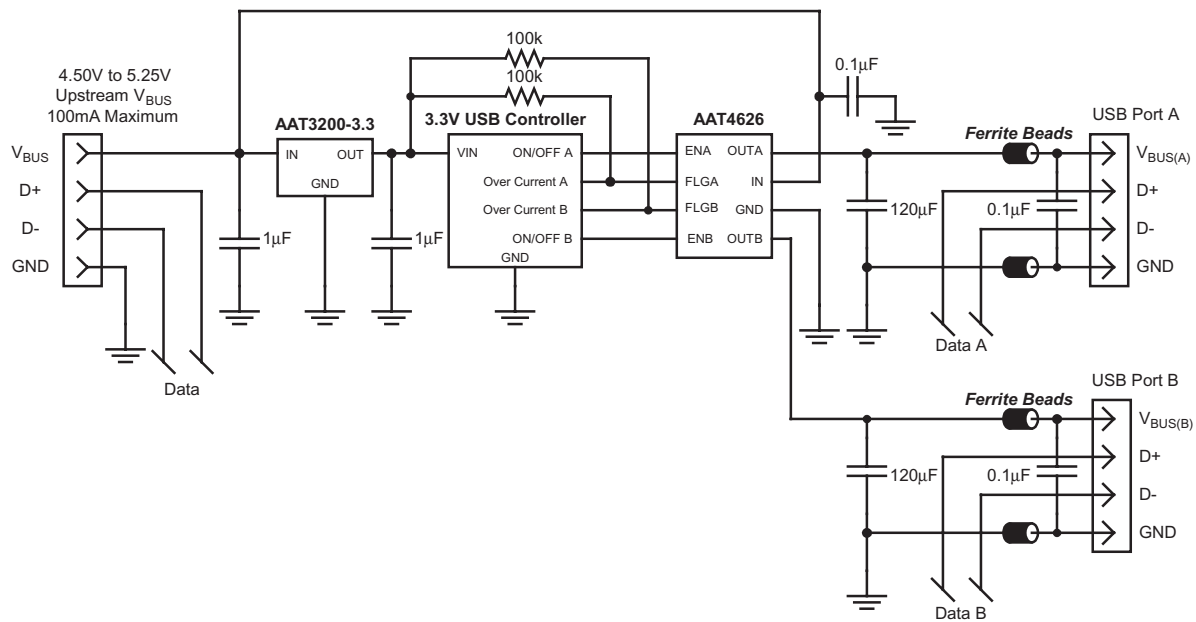 100k
100k
0.1μF
4.50V to 5.25V
Upstream VBUS
100mA Maximum
VBUS
D+
D-
GND
Data
AAT3200-3.3
IN
OUT
GND
1μF
1μF
3.3V USB Controller
VIN
ON/OFF A
Over Current A
Over Current B
ON/OFF B
GND
AAT4626
ENA
OUTA
FLGA
IN
FLGB
GND
ENB
OUTB
USB Port A
Ferrite Beads
VBUS(A)
D+
D-
GND
120μF
0.1μF
Data A
USB Port B
Ferrite Beads
VBUS(B)
D+
D-
GND
120μF
0.1μF
Data B